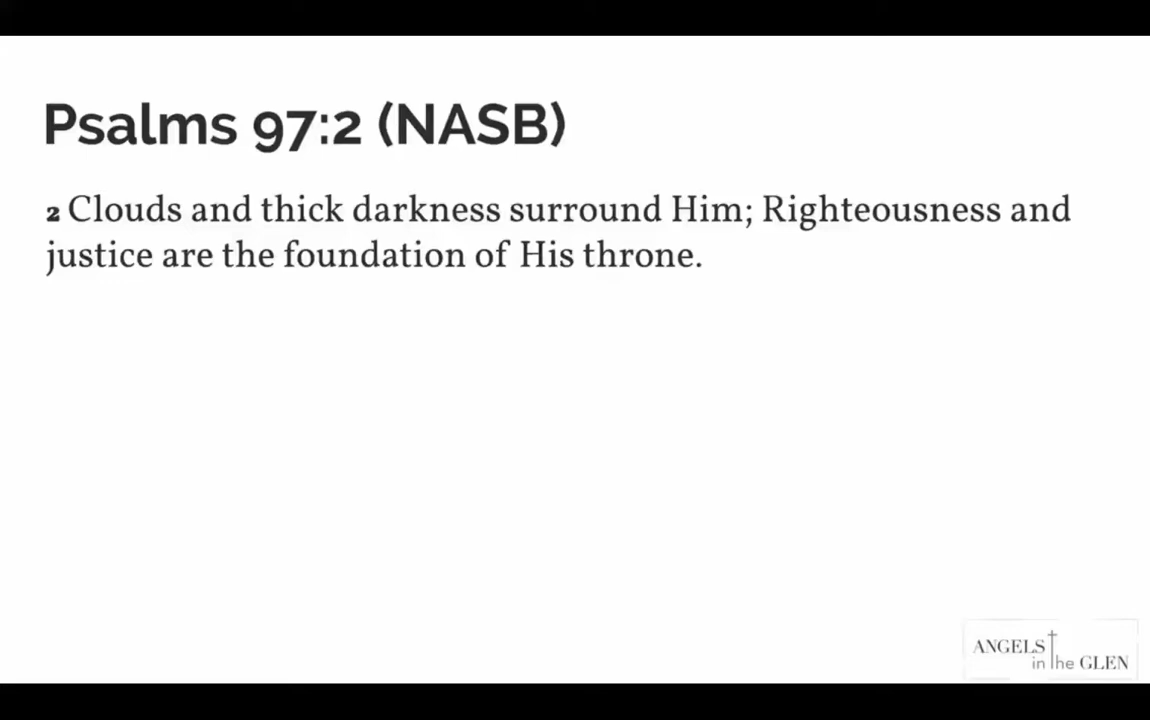 Psalms 97:2 (NASB)
2 Clouds and thick darkness surround Him; Righteousness and
justice are the foundation of His throne.
ANGELS
in the GLEN